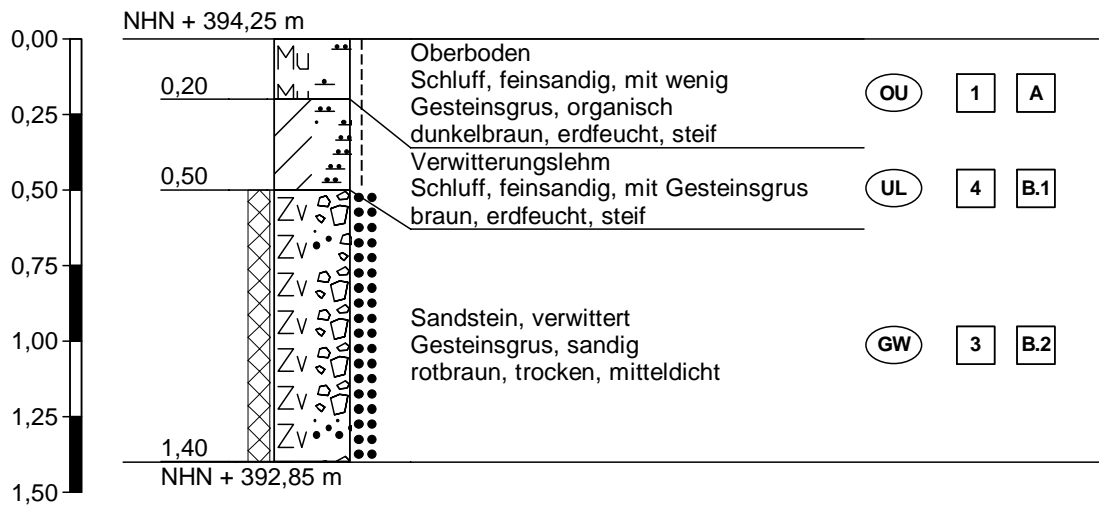 NHN + 394,25 m
0,00
0,25
0,50
0,75
1,00
1,25
1,50
0,20
0,50
1,40
Mu
Mu
Zv
Zv
Zv
Zv
Zv
Zv
Zv
Oberboden
Schluff, feinsandig, mit wenig
Gesteinsgrus, organisch
dunkelbraun, erdfeucht, steif
OU 1 A
Verwitterungslehm
Schluff, feinsandig, mit Gesteinsgrus
braun, erdfeucht, steif
UL 4 B.1
Sandstein, verwittert
Gesteinsgrus, sandig
rotbraun, trocken, mitteldicht
GW 3 B.2
NHN + 392,85 m